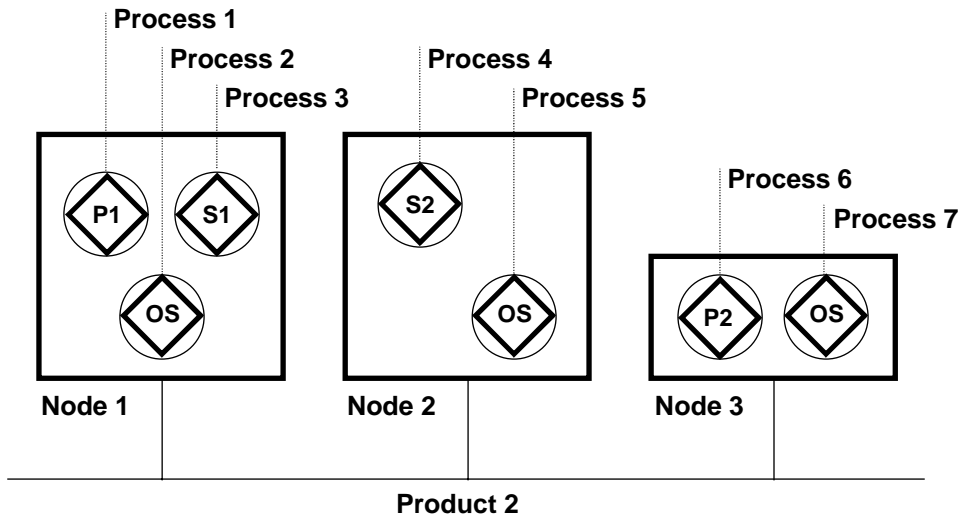 Process 1
Process 2
Process 4
Process 3
Process 5
Process 6
Process 7
P1
S1
S2
OS
OS
P2
OS
Node 1
Node 2
Node 3
Product 2